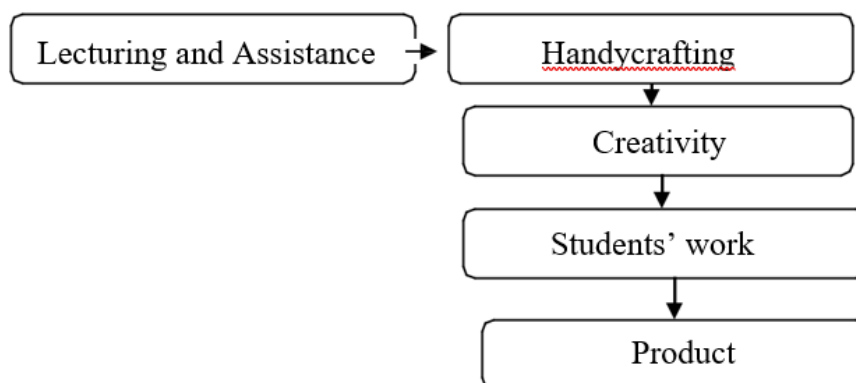 Lecturing and Assistance
Handycrafting
Creativity
Students’ work
Product